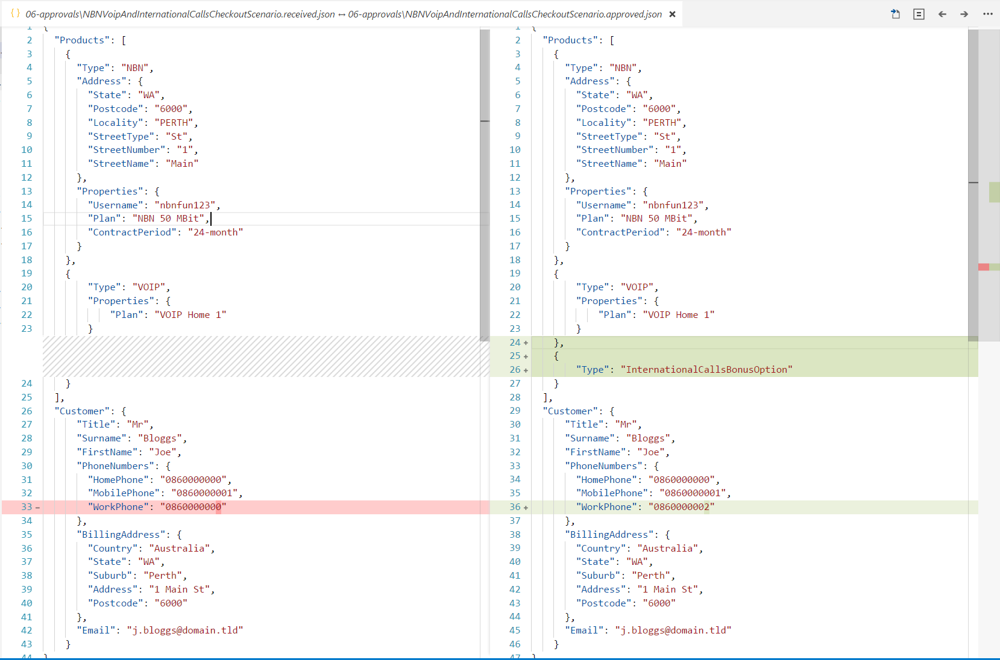 {} 06-approvals\NBNVoipAndInternationalCallsCheckoutScenario.received.json ↔ 06-approvals\NBNVoipAndInternationalCallsCheckoutScenario.approved.json ×
1 {
2 "Products": [
3 {
4 "Type": "NBN",
5 "Address": {
6 "State": "WA",
7 "Postcode": "6000",
8 "Locality": "PERTH",
9 "StreetType": "St",
10 "StreetNumber": "1",
11 "StreetName": "Main"
12 },
13 "Properties": {
14 "Username": "nbnfun123",
15 "Plan": "NBN 50 MBit",
16 "ContractPeriod": "24-month"
17 }
18 },
19 {
20 "Type": "VOIP",
21 "Properties": {
22 "Plan": "VOIP Home 1"
23 }
24 }
25 ],
26 "Customer": {
27 "Title": "Mr",
28 "Surname": "Bloggs",
29 "FirstName": "Joe",
30 "PhoneNumbers": {
31 "HomePhone": "0860000000",
32 "MobilePhone": "0860000001",
33 - "WorkPhone": "0860000000"
34 },
35 "BillingAddress": {
36 "Country": "Australia",
37 "State": "WA",
38 "Suburb": "Perth",
39 "Address": "1 Main St",
40 "Postcode": "6000"
41 },
42 "Email": "j.bloggs@domain.tld"
43 }
44 }
1 {
2 "Products": [
3 {
4 "Type": "NBN",
5 "Address": {
6 "State": "WA",
7 "Postcode": "6000",
8 "Locality": "PERTH",
9 "StreetType": "St",
10 "StreetNumber": "1",
11 "StreetName": "Main"
12 },
13 "Properties": {
14 "Username": "nbnfun123",
15 "Plan": "NBN 50 MBit",
16 "ContractPeriod": "24-month"
17 }
18 },
19 {
20 "Type": "VOIP",
21 "Properties": {
22 "Plan": "VOIP Home 1"
23 }
24 + },
25 + {
26 + "Type": "InternationalCallsBonusOption"
27 }
28 ],
29 "Customer": {
30 "Title": "Mr",
31 "Surname": "Bloggs",
32 "FirstName": "Joe",
33 "PhoneNumbers": {
34 "HomePhone": "0860000000",
35 "MobilePhone": "0860000001",
36 + "WorkPhone": "0860000002"
37 },
38 "BillingAddress": {
39 "Country": "Australia",
40 "State": "WA",
41 "Suburb": "Perth",
42 "Address": "1 Main St",
43 "Postcode": "6000"
44 },
45 "Email": "j.bloggs@domain.tld"
46 }
47 }